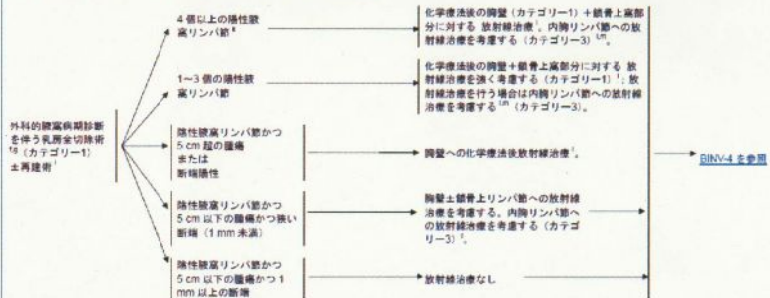 4 個以上の陽性腋
窩リンパ節
化学療法後の胸壁（カテゴリー1）＋鎖骨上窩部
分に対する 放射線治療。内胸リンパ節への放
射線治療を考慮する（カテゴリー3）
1～3 個の陽性腋
窩リンパ節
化学療法後の胸壁＋鎖骨上窩部分に対する 放
射線治療を強く考慮する（カテゴリー1）；放
射線治療を行う場合は内胸リンパ節への放射線
治療を考慮する（カテゴリー3）。
外科的腋窩病期診断
を伴う乳房全切除術
（カテゴリー1）
±再建術
陰性腋窩リンパ節かつ
5 cm 超の腫瘍
または
断端陽性
胸壁への化学療法後放射線治療。
BINV-4 を参照
陰性腋窩リンパ節かつ
5 cm 以下の腫瘍かつ狭い
断端（1 mm 未満）
胸壁±鎖骨上リンパ節への放射線
治療を考慮する。内胸リンパ節へ
の放射線治療を考慮する（カテゴ
リー3）。
陰性腋窩リンパ節かつ
5 cm 以下の腫瘍かつ 1
mm 以上の断端
放射線治療なし